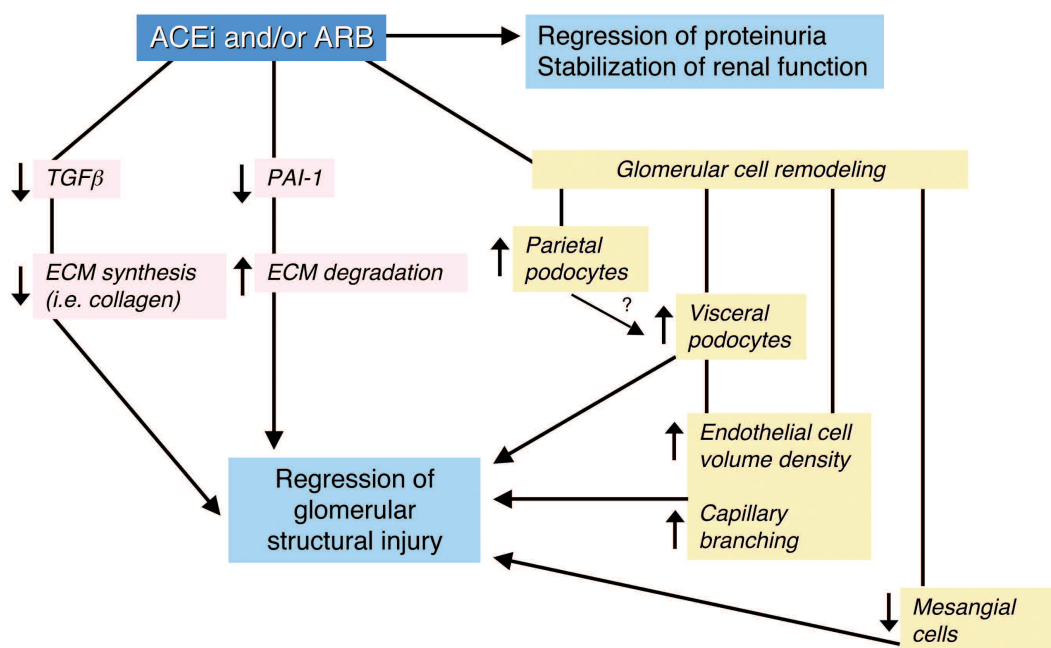 ACEi and/or ARB
Regression of proteinuria
Stabilization of renal function
TGFβ
PAI-1
Glomerular cell remodeling
Parietal
podocytes
ECM synthesis
(i.e. collagen)
ECM degradation
?
Visceral
podocytes
Endothelial cell
volume density
Regression of
glomerular
structural injury
Capillary
branching
Mesangial
cells